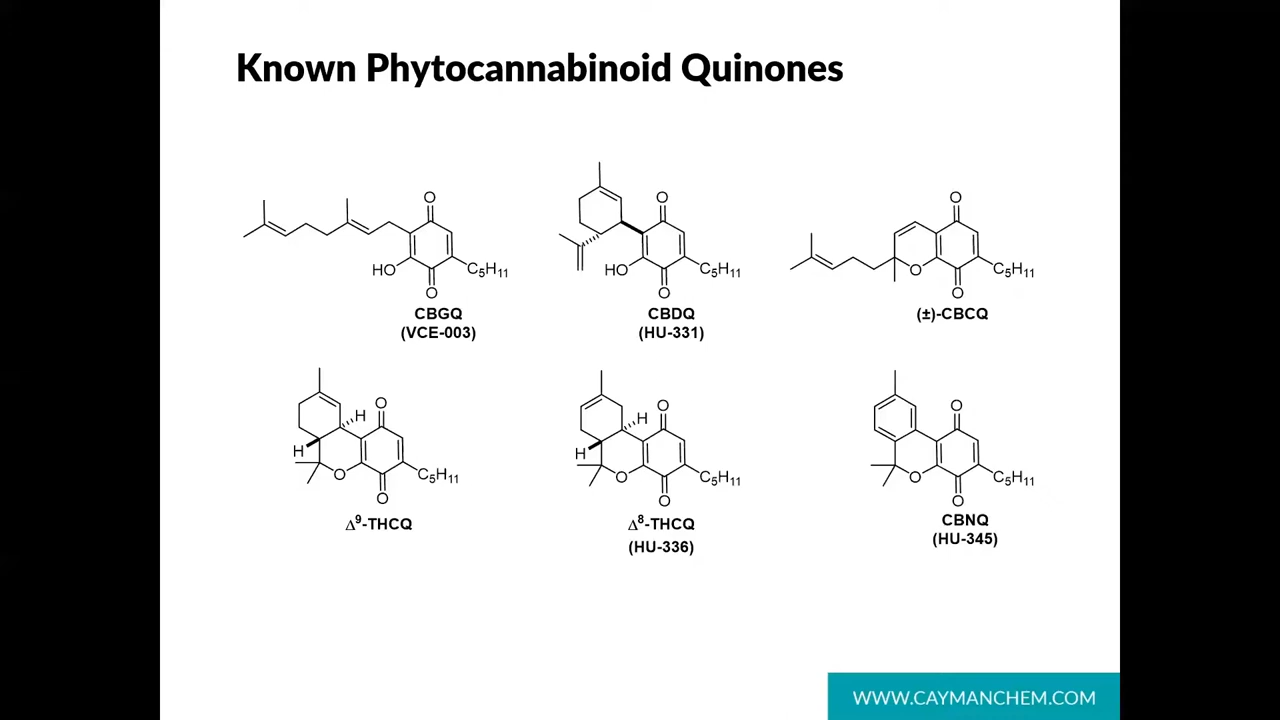 Known Phytocannabinoid Quinones
O
HO
O
C₅H₁₁
CBGQ
(VCE-003)
O
HO
O
C₅H₁₁
CBDQ
(HU-331)
O
O
O
C₅H₁₁
(±)-CBCQ
O
H
H
O
O
C₅H₁₁
Δ⁹-THCQ
O
H
H
O
O
C₅H₁₁
Δ⁸-THCQ
(HU-336)
O
O
O
C₅H₁₁
CBNQ
(HU-345)
WWW.CAYMANCHEM.COM